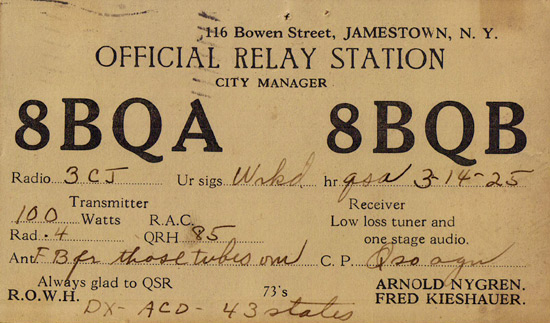 116 Bowen Street, JAMESTOWN, N. Y.
OFFICIAL RELAY STATION
CITY MANAGER
8BQA 8BQB
Radio 3CJ Ur sigs Wrkd hr qsa 3-14-25
Transmitter Receiver
100 Watts R.A.C. Low loss tuner and
Rad. .4 QRH 85 one stage audio.
Ant. F B fr those tubes om C. P. Qso agn
Always glad to QSR 73's ARNOLD NYGREN.
R.O.W.H. FRED KIESHAUER.
DX- ACD- 43 states